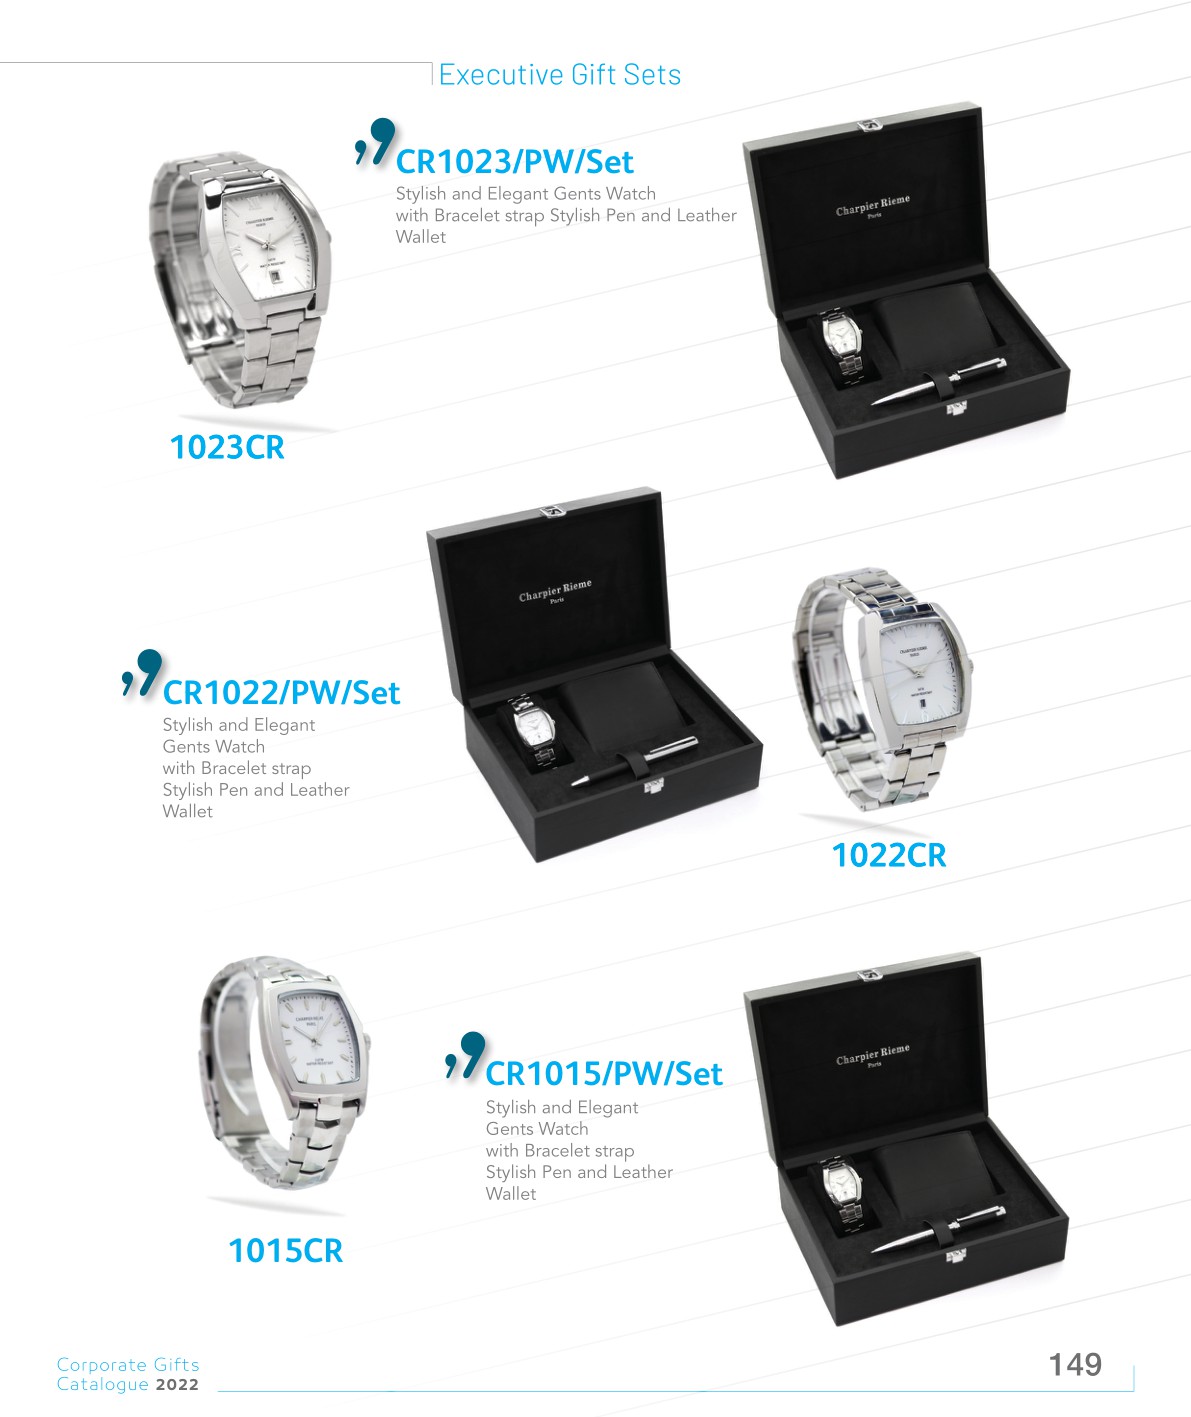 Executive Gift Sets
CR1023/PW/Set
Stylish and Elegant Gents Watch
with Bracelet strap Stylish Pen and Leather
Wallet
Charpier Rieme
Paris
1023CR
Charpier Rieme
Paris
CR1022/PW/Set
Stylish and Elegant
Gents Watch
with Bracelet strap
Stylish Pen and Leather
Wallet
CHARPIER RIEME
PARIS
1022CR
CR1015/PW/Set
Stylish and Elegant
Gents Watch
with Bracelet strap
Stylish Pen and Leather
Wallet
Charpier Rieme
Paris
1015CR
Corporate Gifts
Catalogue 2022
149